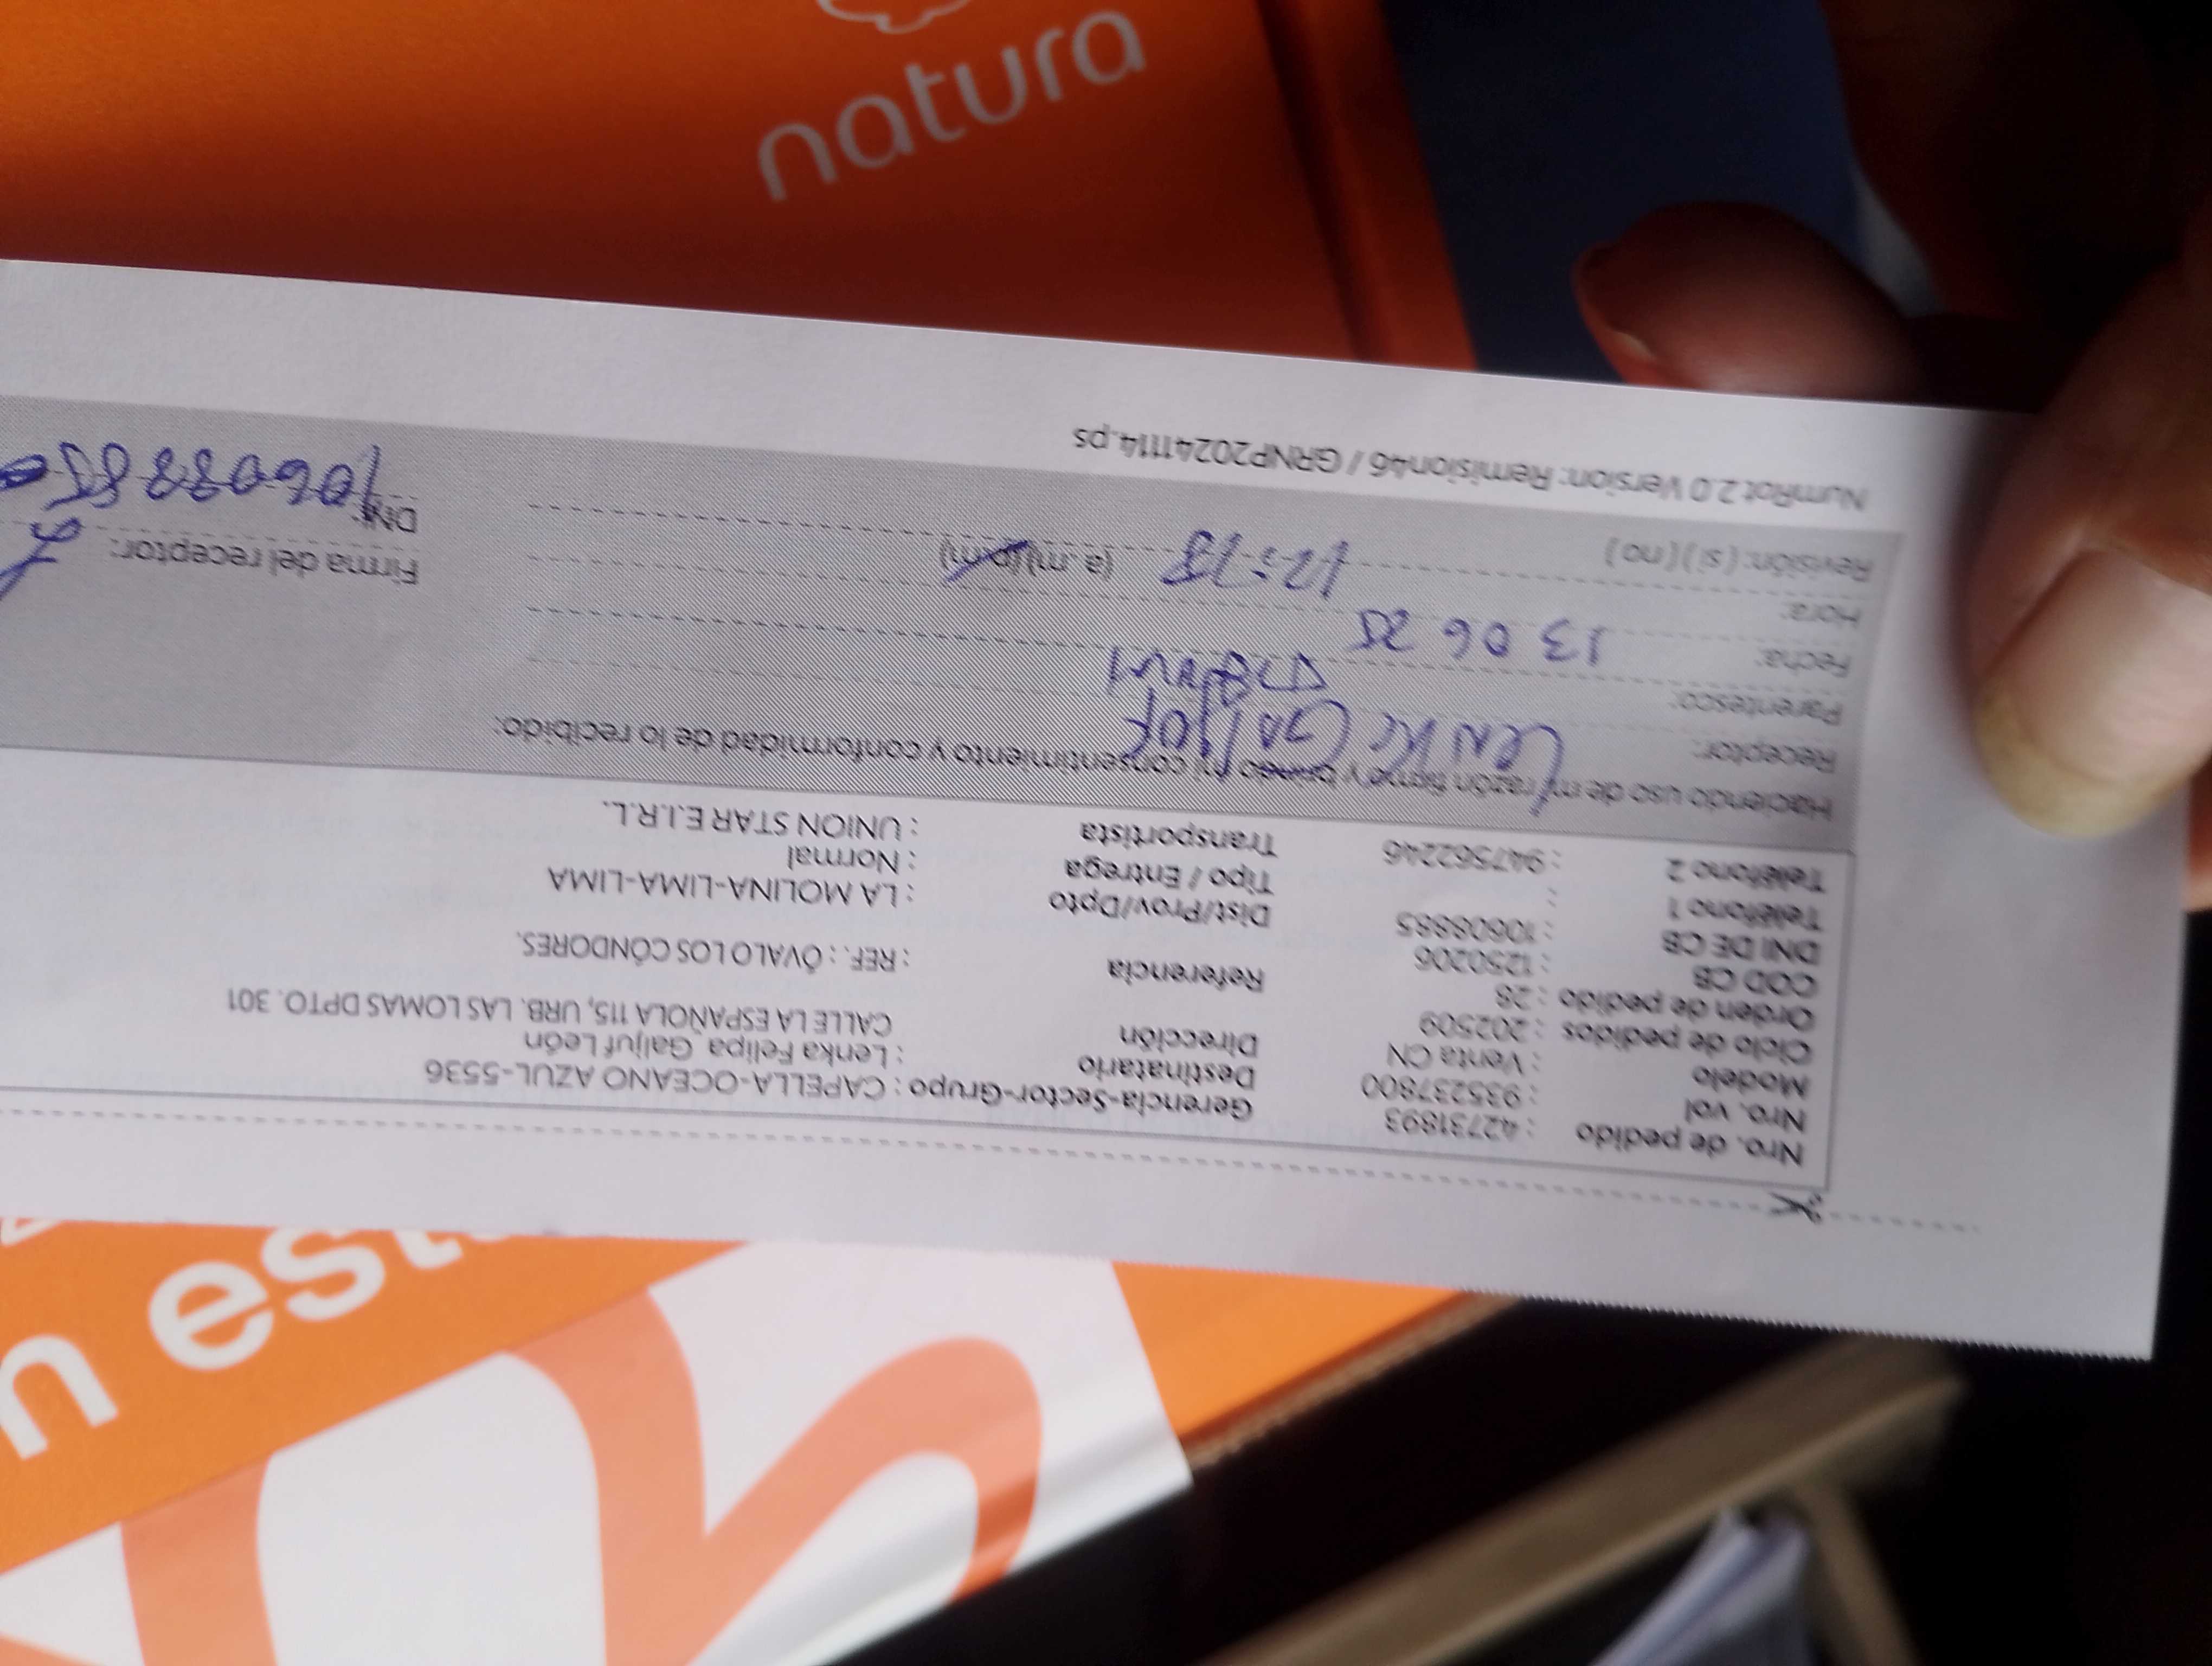 natura
Nro. de pedido : 42731893 Gerencia-Sector-Grupo : CAPELLA-OCEANO AZUL-5536
Nro. vol : 935237800 Destinatario : Lenka Felipa Galjuf León
Modelo : Venta CN Dirección CALLE LA ESPAÑOLA 115, URB. LAS LOMAS DPTO. 301
Ciclo de pedidos : 202509
Orden de pedido : 28 Referencia : REF. : ÓVALO LOS CÓNDORES.
COD CB : 1250206
DNI DE CB : 10608885 Dist/Prov/Dpto : LA MOLINA-LIMA-LIMA
Teléfono 1 : Tipo / Entrega : Normal
Teléfono 2 : 947562246 Transportista : UNION STAR E.I.R.L.
Haciendo uso de mi razón firmo y brindo mi consentimiento y conformidad de lo recibido:
Receptor:
Parentesco:
Fecha: 13 06 25
Hora: 12:18 (a.m)(p.m) Firma del receptor:
Revisión: (si) (no) DNI:
NumRot 2.0 Version: Remision46 / GRNP20241114.ps
n est